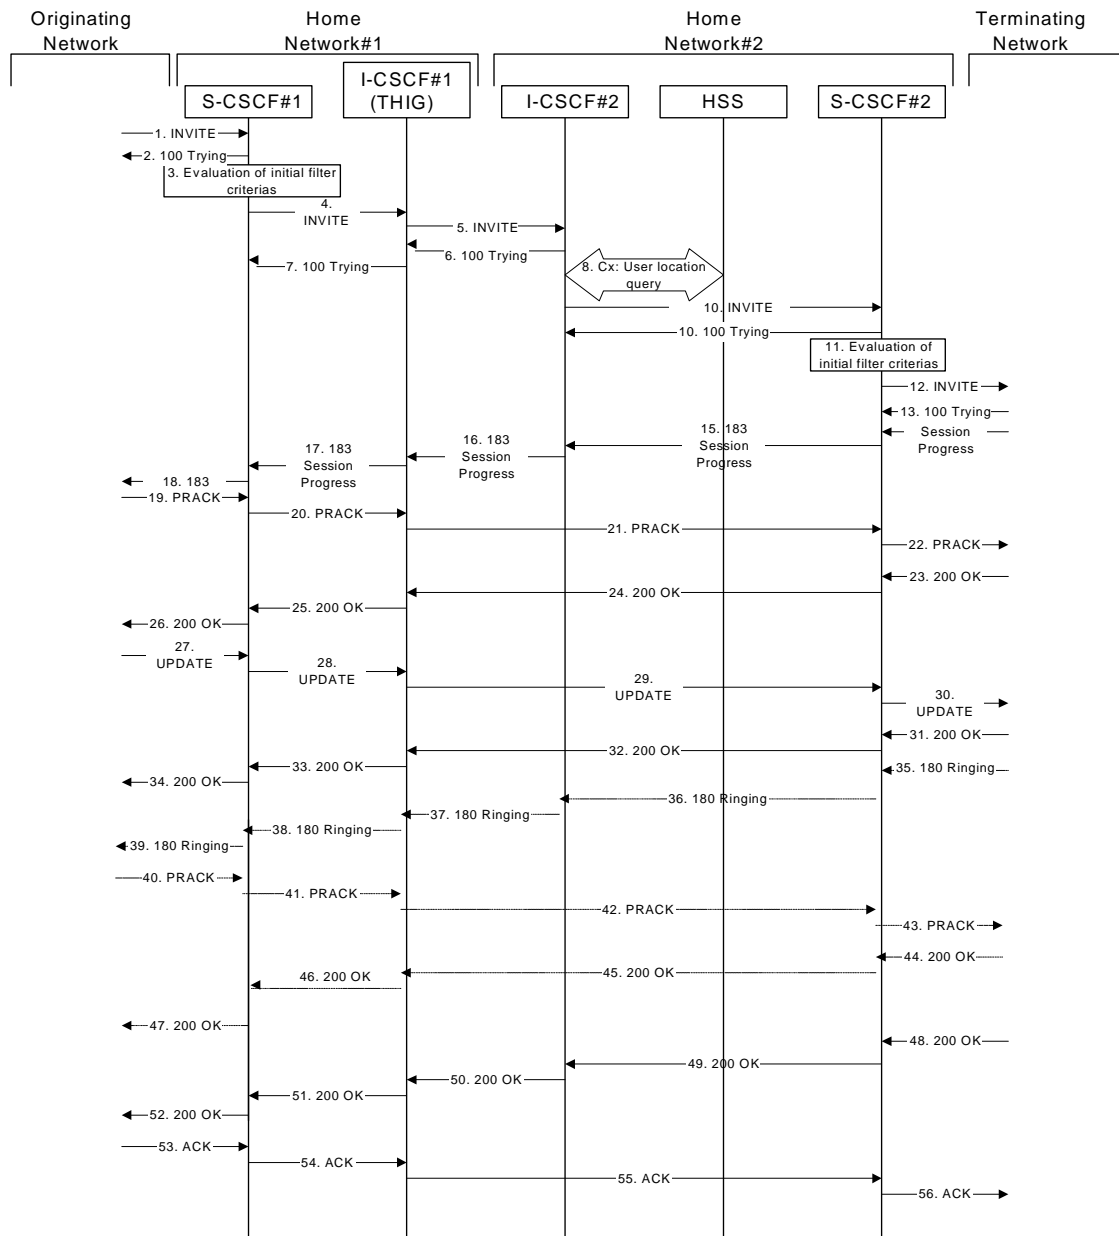 Originating
Network
Home
Network#1
Home
Network#2
Terminating
Network
S-CSCF#1
I-CSCF#1
(THIG)
I-CSCF#2
HSS
S-CSCF#2
1. INVITE
2. 100 Trying
3. Evaluation of initial filter
criterias
4.
INVITE
5. INVITE
6. 100 Trying
7. 100 Trying
8. Cx: User location
query
10. INVITE
10. 100 Trying
11. Evaluation of
initial filter criterias
12. INVITE
13. 100 Trying
Session
Progress
15. 183
Session
Progress
16. 183
Session
Progress
17. 183
Session
Progress
18. 183
19. PRACK
20. PRACK
21. PRACK
22. PRACK
23. 200 OK
24. 200 OK
25. 200 OK
26. 200 OK
27.
UPDATE
28.
UPDATE
29.
UPDATE
30.
UPDATE
31. 200 OK
32. 200 OK
33. 200 OK
34. 200 OK
35. 180 Ringing
36. 180 Ringing
37. 180 Ringing
38. 180 Ringing
39. 180 Ringing
40. PRACK
41. PRACK
42. PRACK
43. PRACK
44. 200 OK
45. 200 OK
46. 200 OK
47. 200 OK
48. 200 OK
49. 200 OK
50. 200 OK
51. 200 OK
52. 200 OK
53. ACK
54. ACK
55. ACK
56. ACK